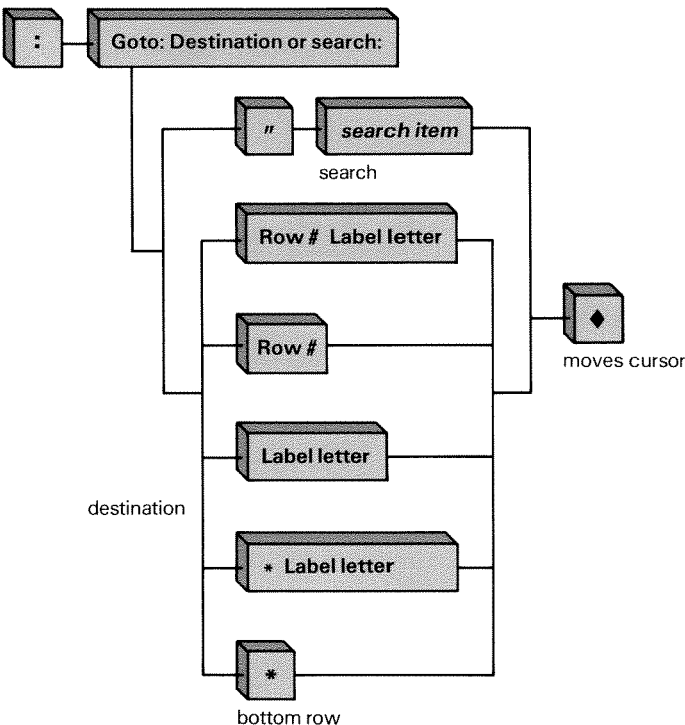 :
Goto: Destination or search:
" search item
search
Row # Label letter
Row #
♦
moves cursor
Label letter
destination
* Label letter
*
bottom row